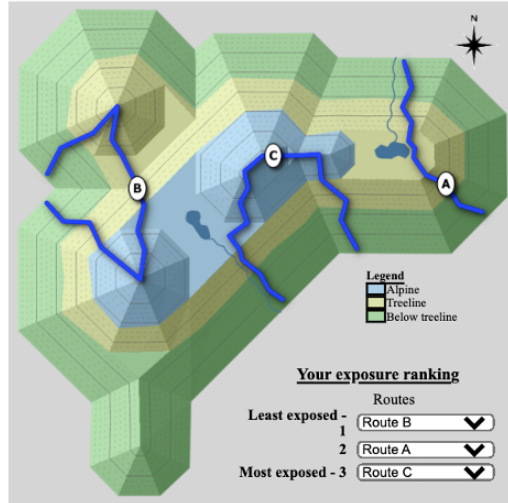 N
B
C
A
Legend
Alpine
Treeline
Below treeline
Your exposure ranking
Routes
Least exposed - 1 Route B
2 Route A
Most exposed - 3 Route C